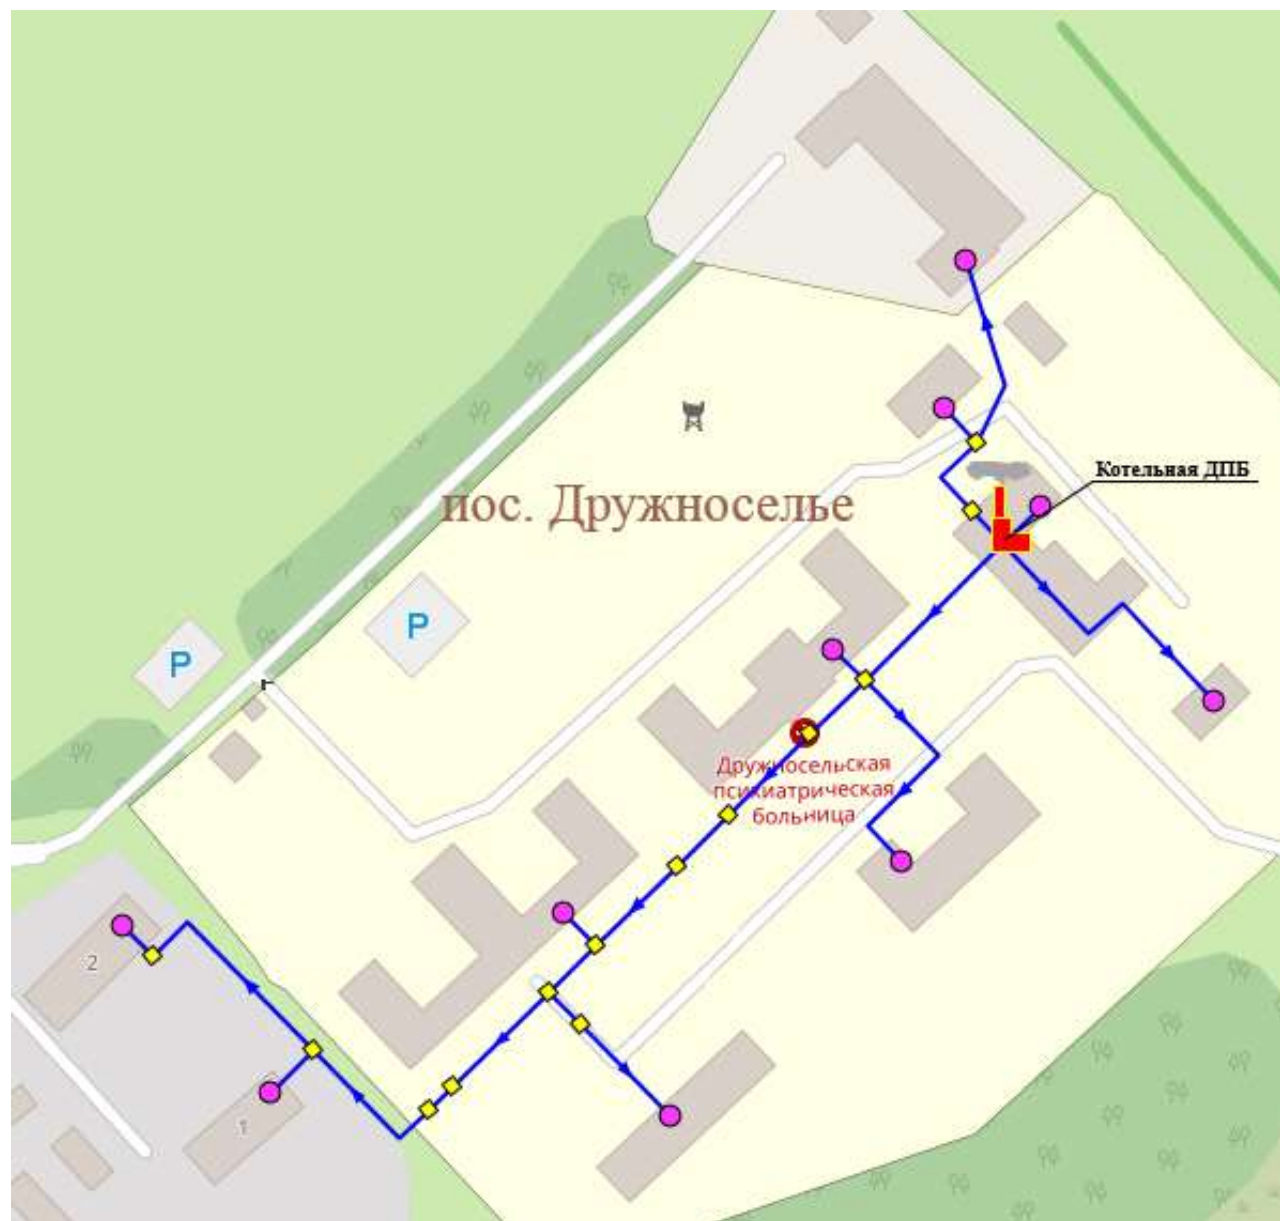 Котельная ДПБ
пос. Дружноселье
P
P
Дружносельская
психиатрическая
больница
2
1